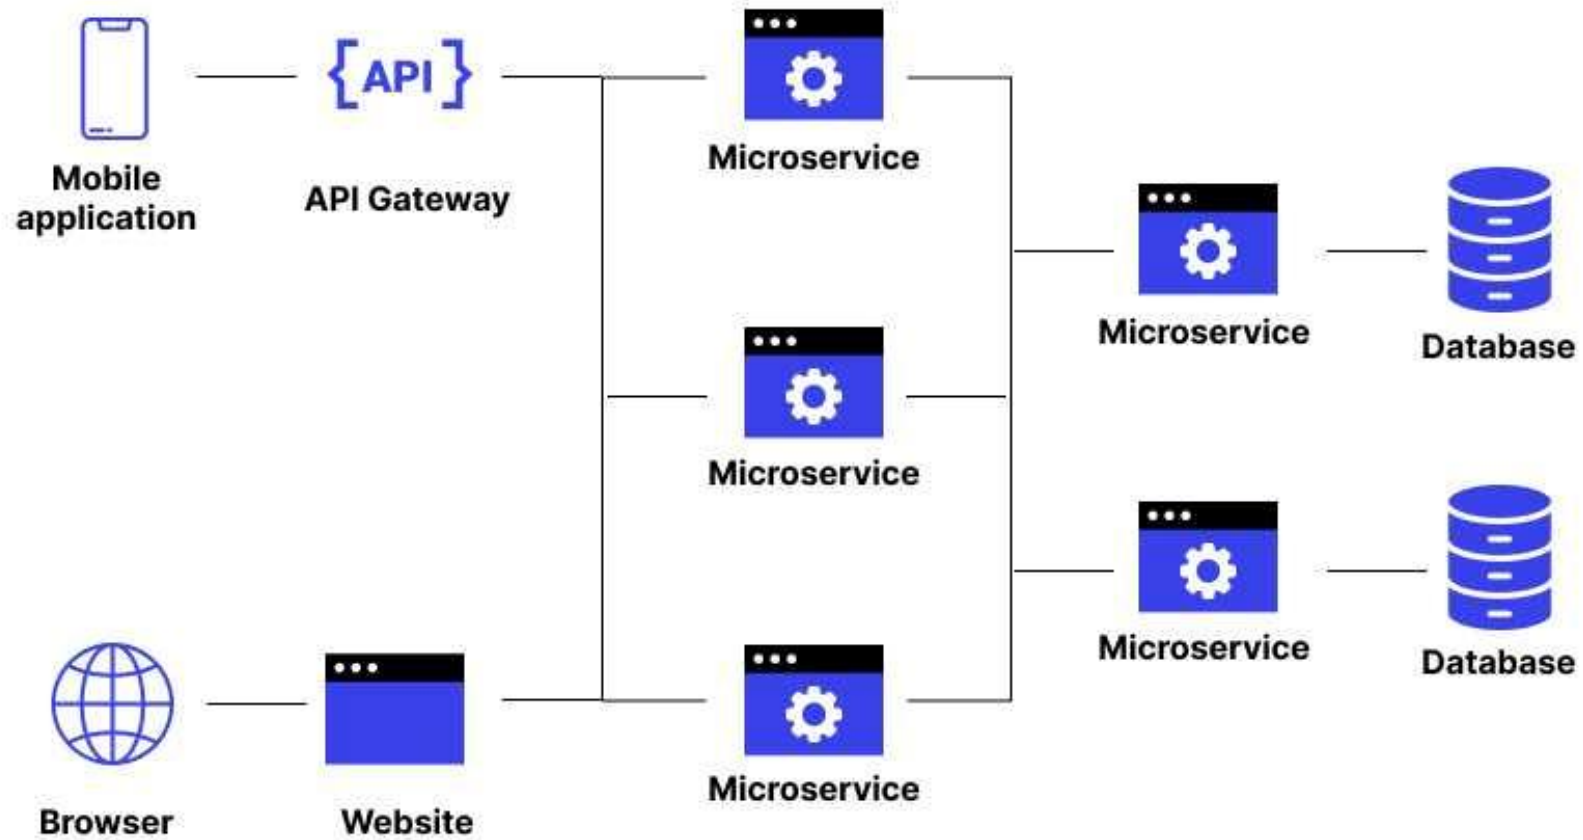 {API}
Mobile
application
API Gateway
Microservice
Microservice
Database
Microservice
Microservice
Database
Microservice
Browser
Website